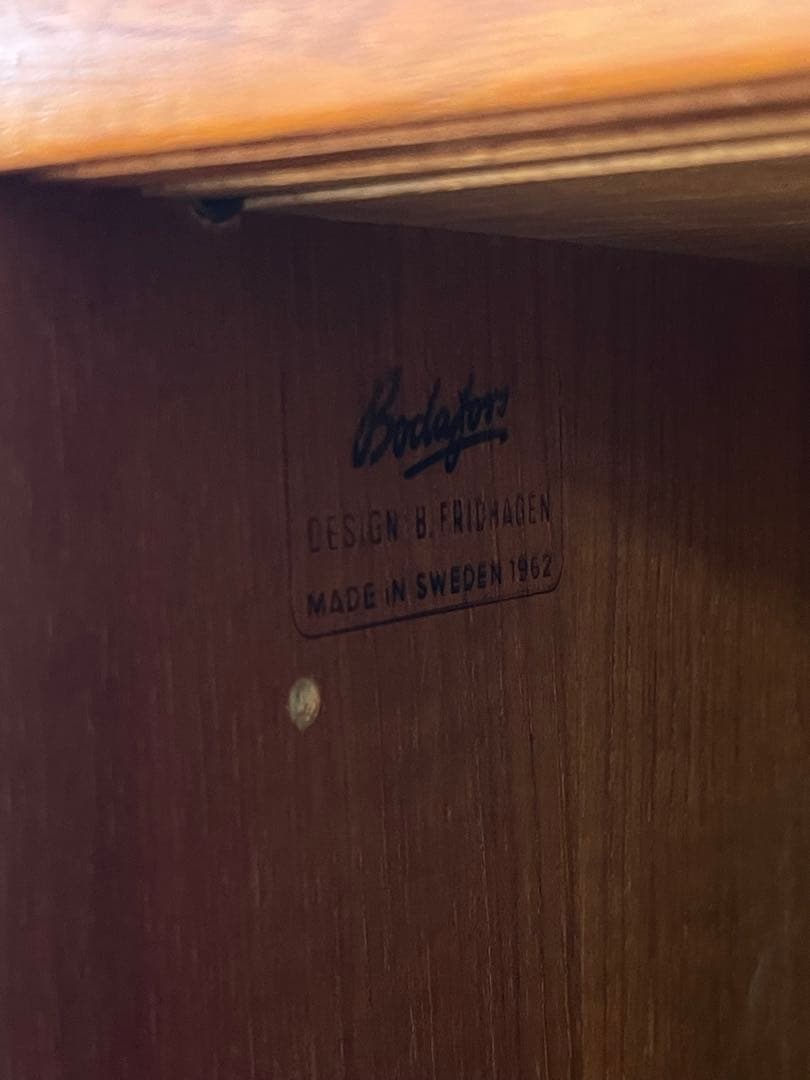 Bodafors
DESIGN B. FRIDHAGEN
MADE IN SWEDEN 1962